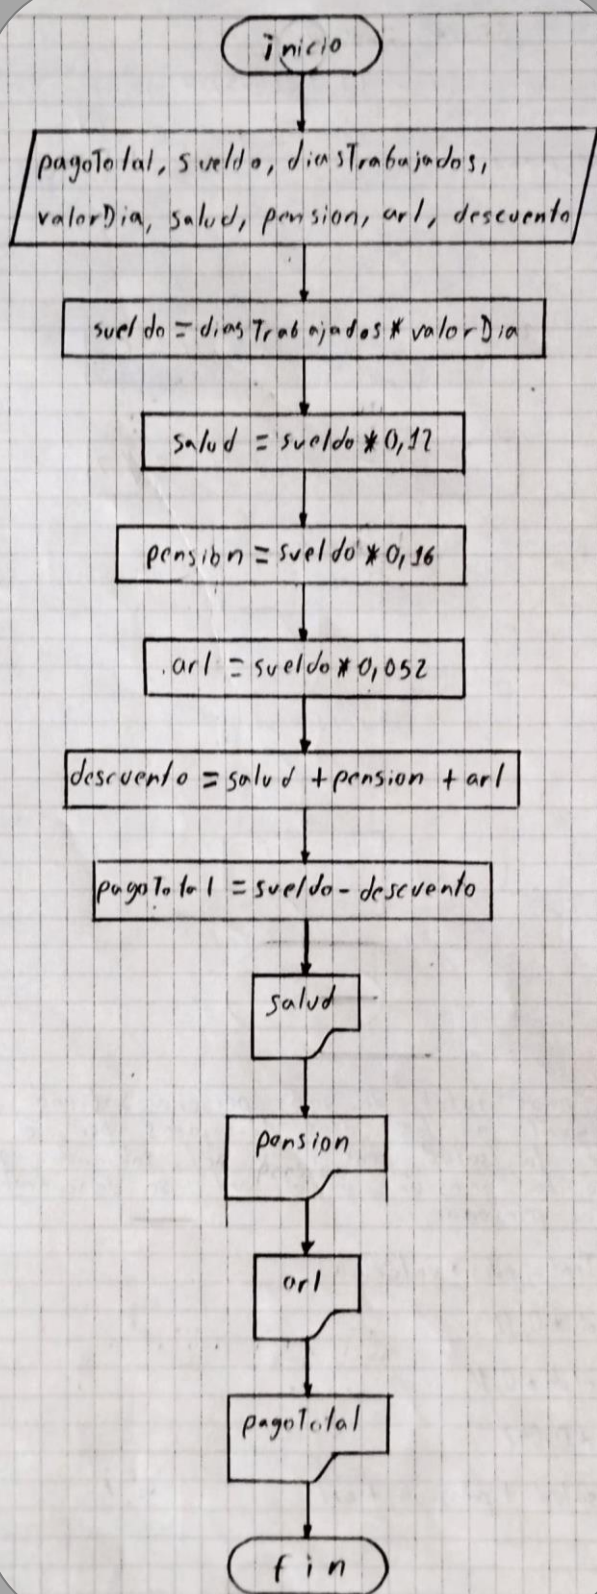 inicio
pagoTotal, sueldo, diasTrabajados,
valorDia, salud, pension, arl, descuento
sueldo = diasTrabajados * valorDia
salud = sueldo * 0,12
pension = sueldo * 0,16
arl = sueldo * 0,052
descuento = salud + pension + arl
pagoTotal = sueldo - descuento
salud
pension
arl
pagoTotal
fin